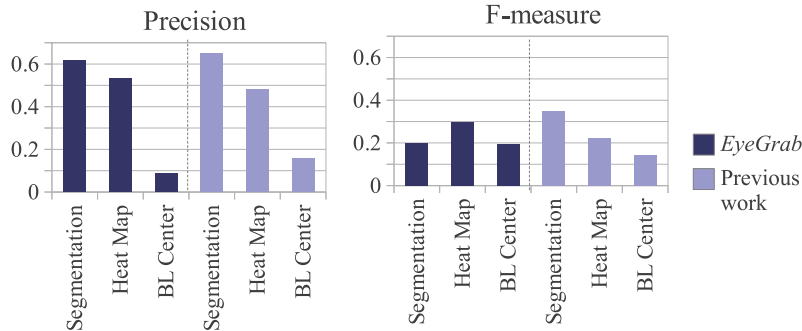 Precision
0.6
0.4
0.2
0
Segmentation
Heat Map
BL Center
Segmentation
Heat Map
BL Center
F-measure
0.6
0.4
0.2
0
Segmentation
Heat Map
BL Center
Segmentation
Heat Map
BL Center
EyeGrab
Previous
work